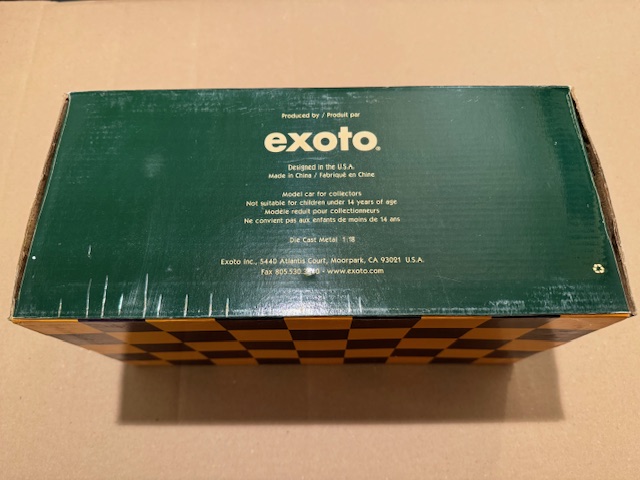 Produced by / Produit par
exoto®
Designed in the U.S.A.
Made in China / Fabriqué en Chine
Model car for collectors
Not suitable for children under 14 years of age
Modèle reduit pour collectionneurs
Ne convient pas aux enfants de moins de 14 ans
Die Cast Metal 1:18
Exoto Inc., 5440 Atlantis Court, Moorpark, CA 93021 U.S.A.
Fax 805.530. • www.exoto.com